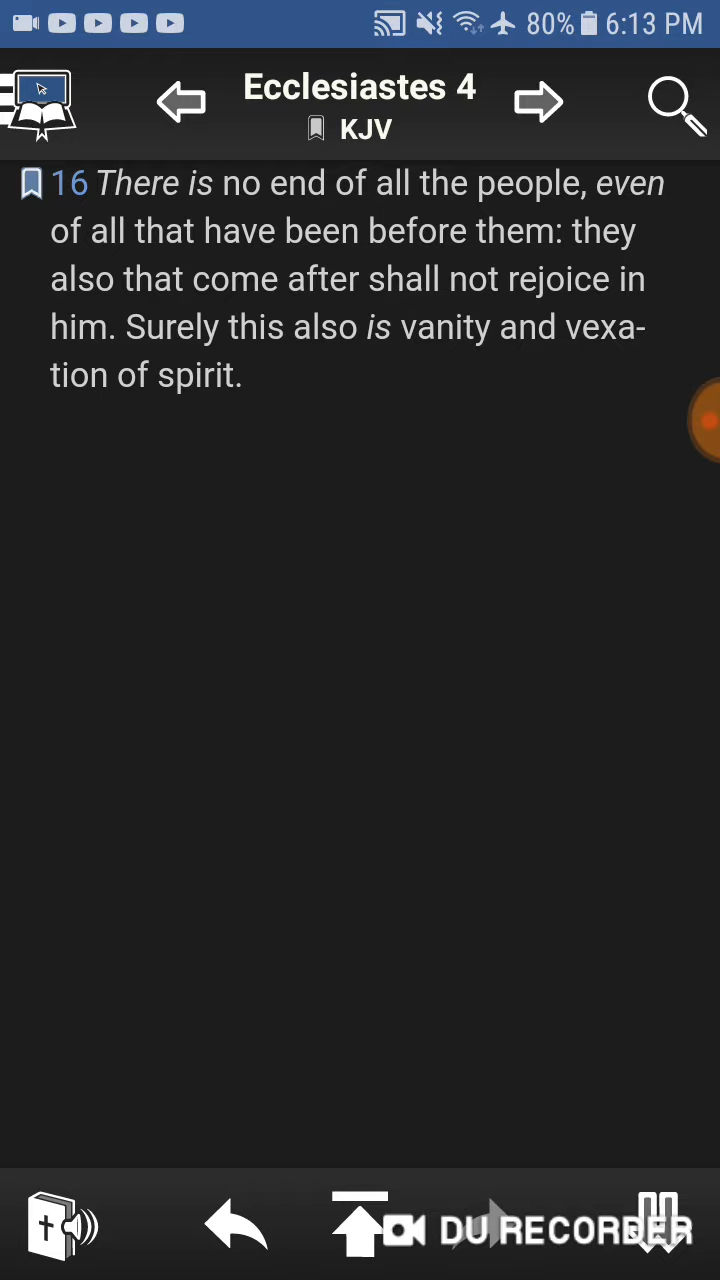 80% 6:13 PM
Ecclesiastes 4
KJV
16 There is no end of all the people, even
of all that have been before them: they
also that come after shall not rejoice in
him. Surely this also is vanity and vexa-
tion of spirit.
DU RECORDER